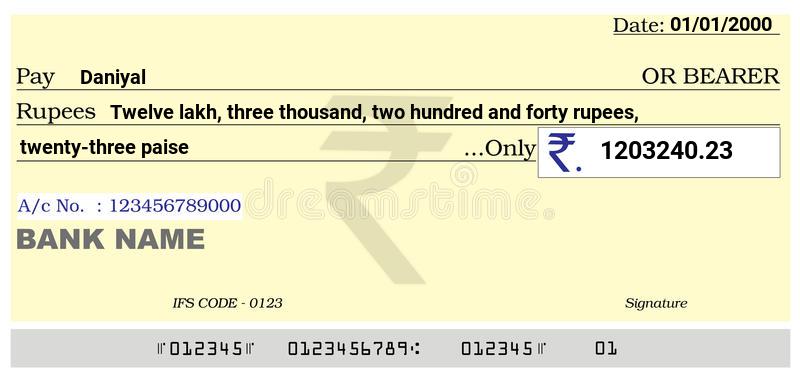 Date: 01/01/2000
Pay Daniyal OR BEARER
Rupees Twelve lakh, three thousand, two hundred and forty rupees,
twenty-three paise ...Only ₹. 1203240.23
A/c No. : 123456789000
dreamstime
BANK NAME
IFS CODE - 0123 Signature
⑈012345⑈ 0123456789⑆ 012345⑈ 01